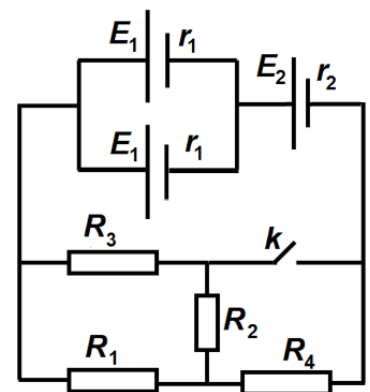 E₁ r₁
E₂ r₂
E₁ r₁
R₃ k
R₂
R₁ R₄